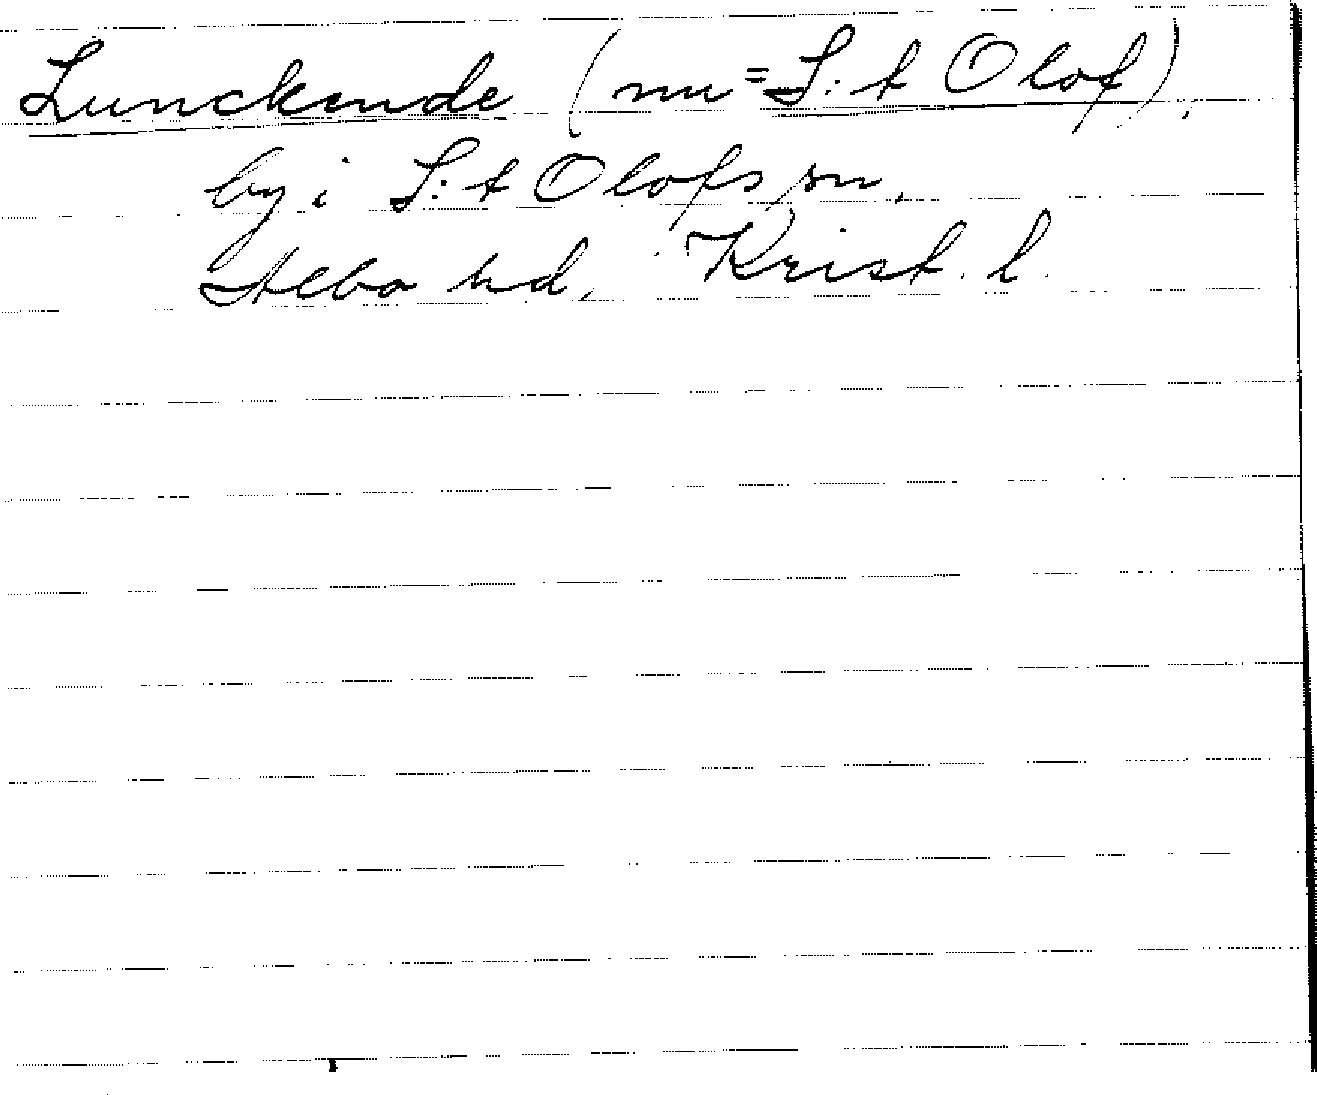 Lunckende (nu = S:t Olof),
by i S:t Olofs sn,
Albo hd, Krist. l.